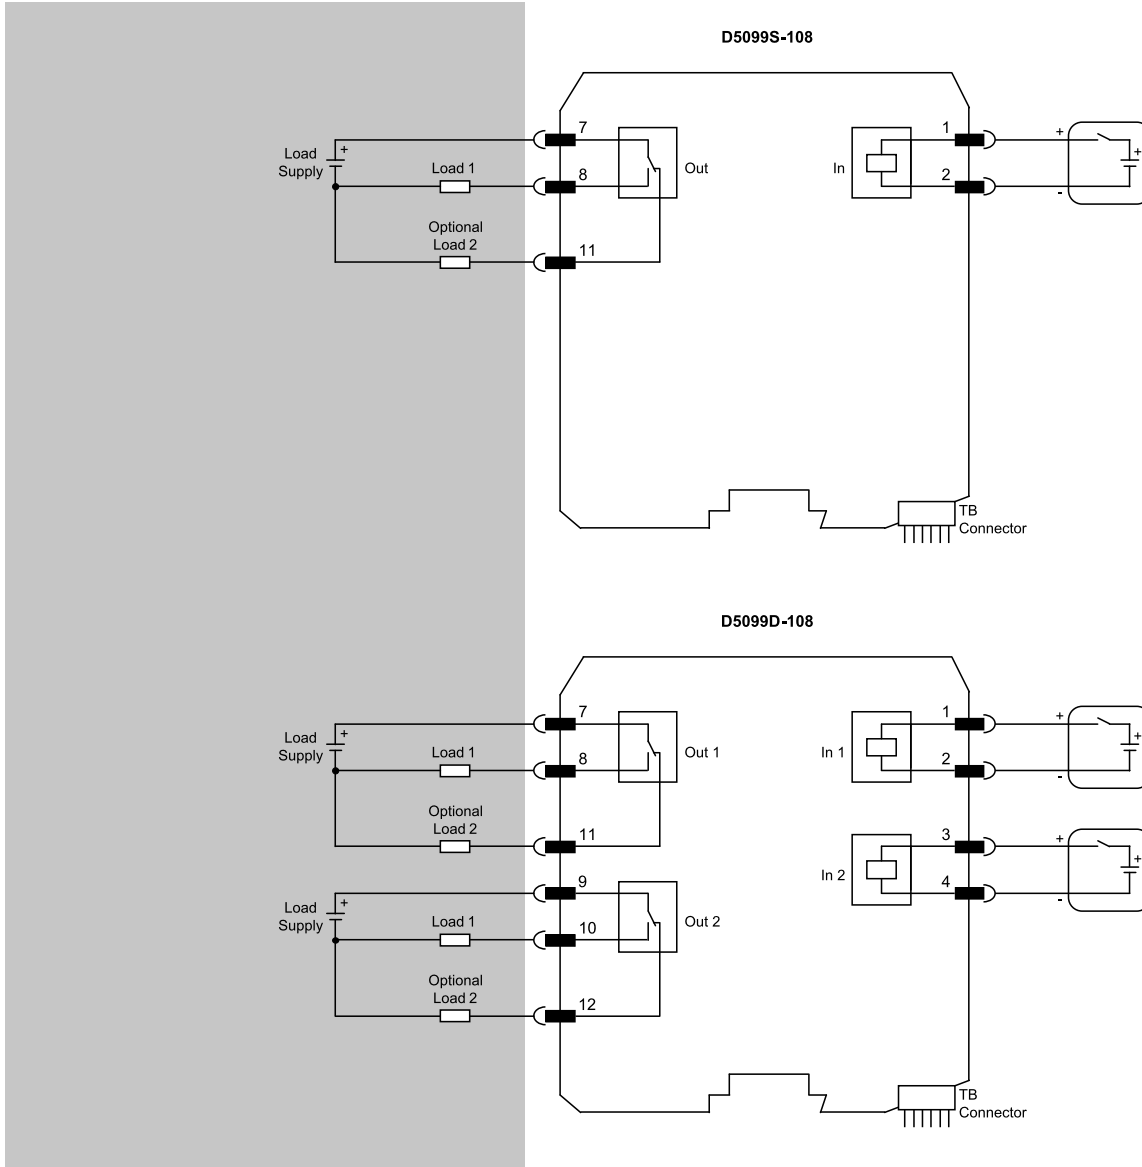 D5099S-108
7
1
+
+
Load
Supply
+
Load 1
8
Out
In
2
-
Optional
Load 2
11
TB
Connector
D5099D-108
7
1
+
+
Load
Supply
+
Load 1
8
Out 1
In 1
2
-
Optional
Load 2
11
3
+
+
In 2
4
-
9
Load
Supply
+
Load 1
10
Out 2
Optional
Load 2
12
TB
Connector